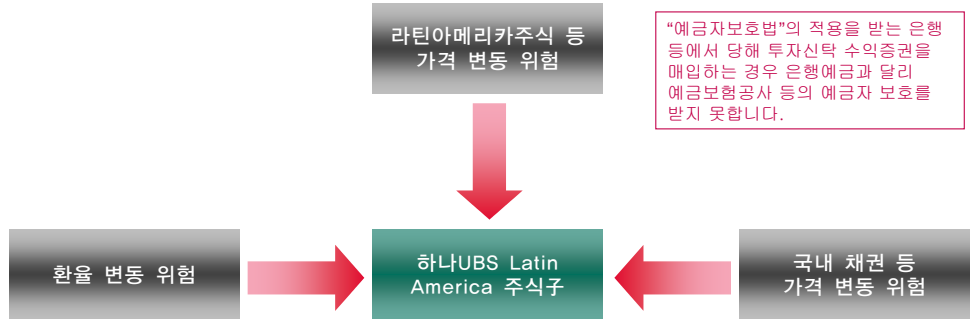 라틴아메리카주식 등
가격 변동 위험
“예금자보호법”의 적용을 받는 은행
등에서 당해 투자신탁 수익증권을
매입하는 경우 은행예금과 달리
예금보험공사 등의 예금자 보호를
받지 못합니다.
환율 변동 위험
하나UBS Latin
America 주식子
국내 채권 등
가격 변동 위험